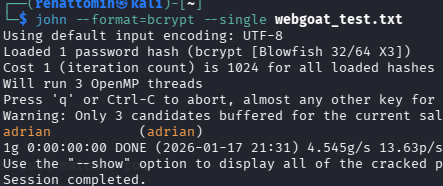 (renattomin㉿kali)-[~]
$ john --format=bcrypt --single webgoat_test.txt
Using default input encoding: UTF-8
Loaded 1 password hash (bcrypt [Blowfish 32/64 X3])
Cost 1 (iteration count) is 1024 for all loaded hashes
Will run 3 OpenMP threads
Press 'q' or Ctrl-C to abort, almost any other key for
Warning: Only 3 candidates buffered for the current sal
adrian (adrian)
1g 0:00:00:00 DONE (2026-01-17 21:31) 4.545g/s 13.63p/s
Use the "--show" option to display all of the cracked p
Session completed.